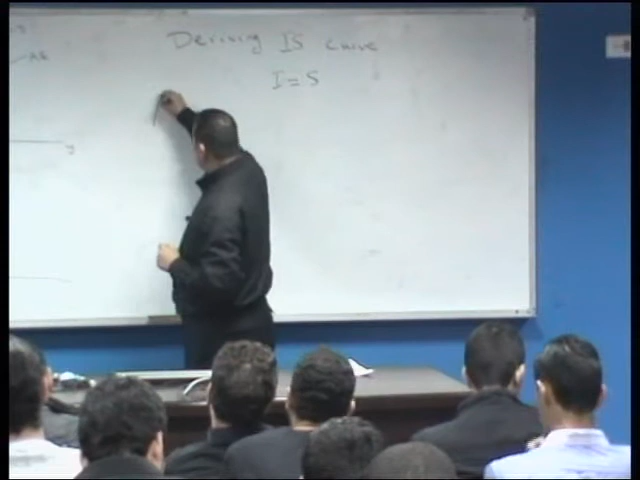 Deriving IS curve
I = S
y